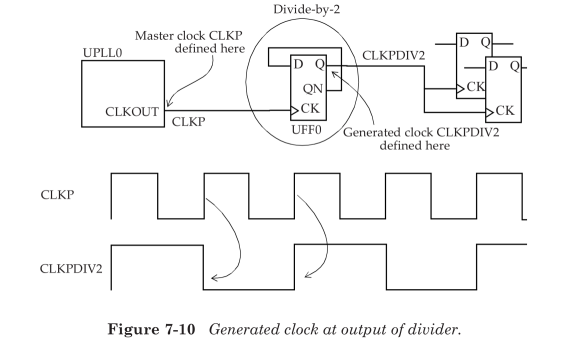 Divide-by-2
Master clock CLKP
defined here
UPLL0
CLKOUT
CLKP
D Q
QN
CK
UFF0
CLKPDIV2
Generated clock CLKPDIV2
defined here
D Q
CK
D Q
CK
CLKP
CLKPDIV2
Figure 7-10 Generated clock at output of divider.